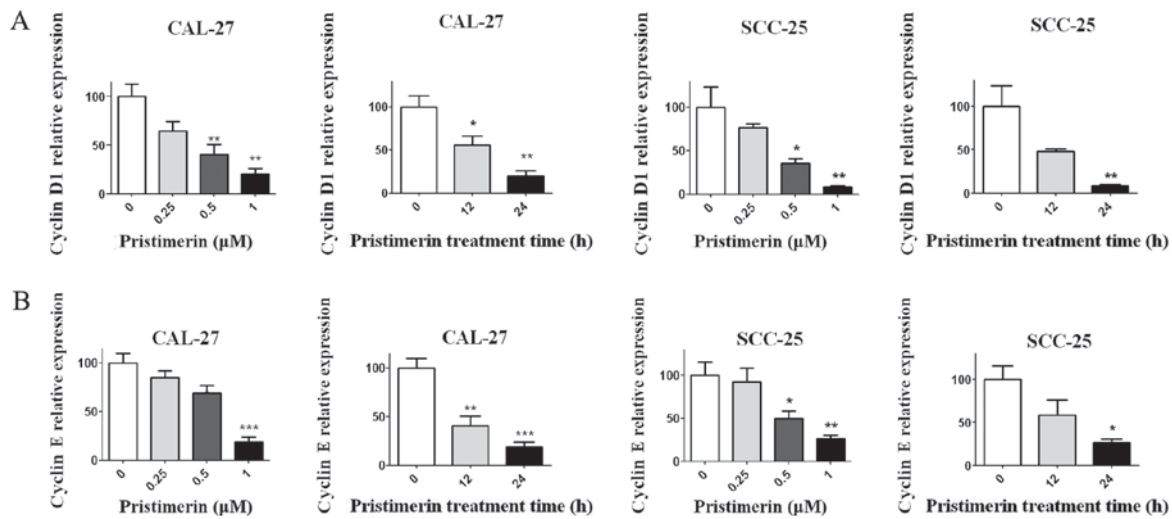 A
CAL-27
Cyclin D1 relative expression
100
50
0
**
**
0
0.25
0.5
1
Pristimerin (µM)
CAL-27
Cyclin D1 relative expression
100
50
0
*
**
0
12
24
Pristimerin treatment time (h)
SCC-25
Cyclin D1 relative expression
100
50
0
*
**
0
0.25
0.5
1
Pristimerin (µM)
SCC-25
Cyclin D1 relative expression
100
50
0
**
0
12
24
Pristimerin treatment time (h)
B
CAL-27
Cyclin E relative expression
100
50
0
***
0
0.25
0.5
1
Pristimerin (µM)
CAL-27
Cyclin E relative expression
100
50
0
**
***
0
12
24
Pristimerin treatment time (h)
SCC-25
Cyclin E relative expression
100
50
0
*
**
0
0.25
0.5
1
Pristimerin (µM)
SCC-25
Cyclin E relative expression
100
50
0
*
0
12
24
Pristimerin treatment time (h)